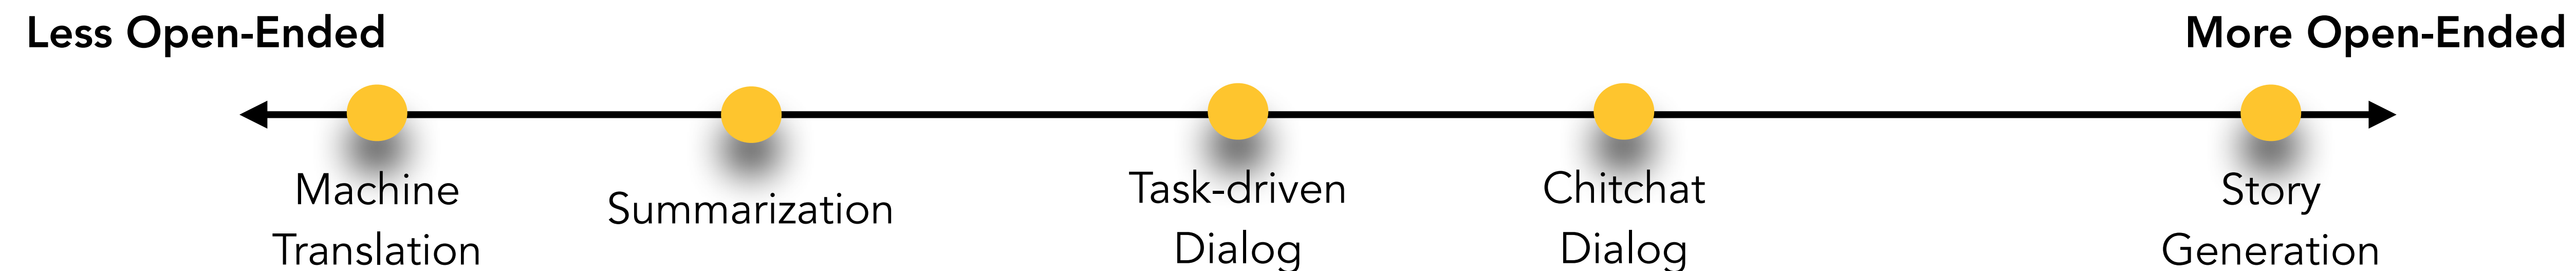 Less Open-Ended
More Open-Ended
Machine
Translation
Summarization
Task-driven
Dialog
Chitchat
Dialog
Story
Generation